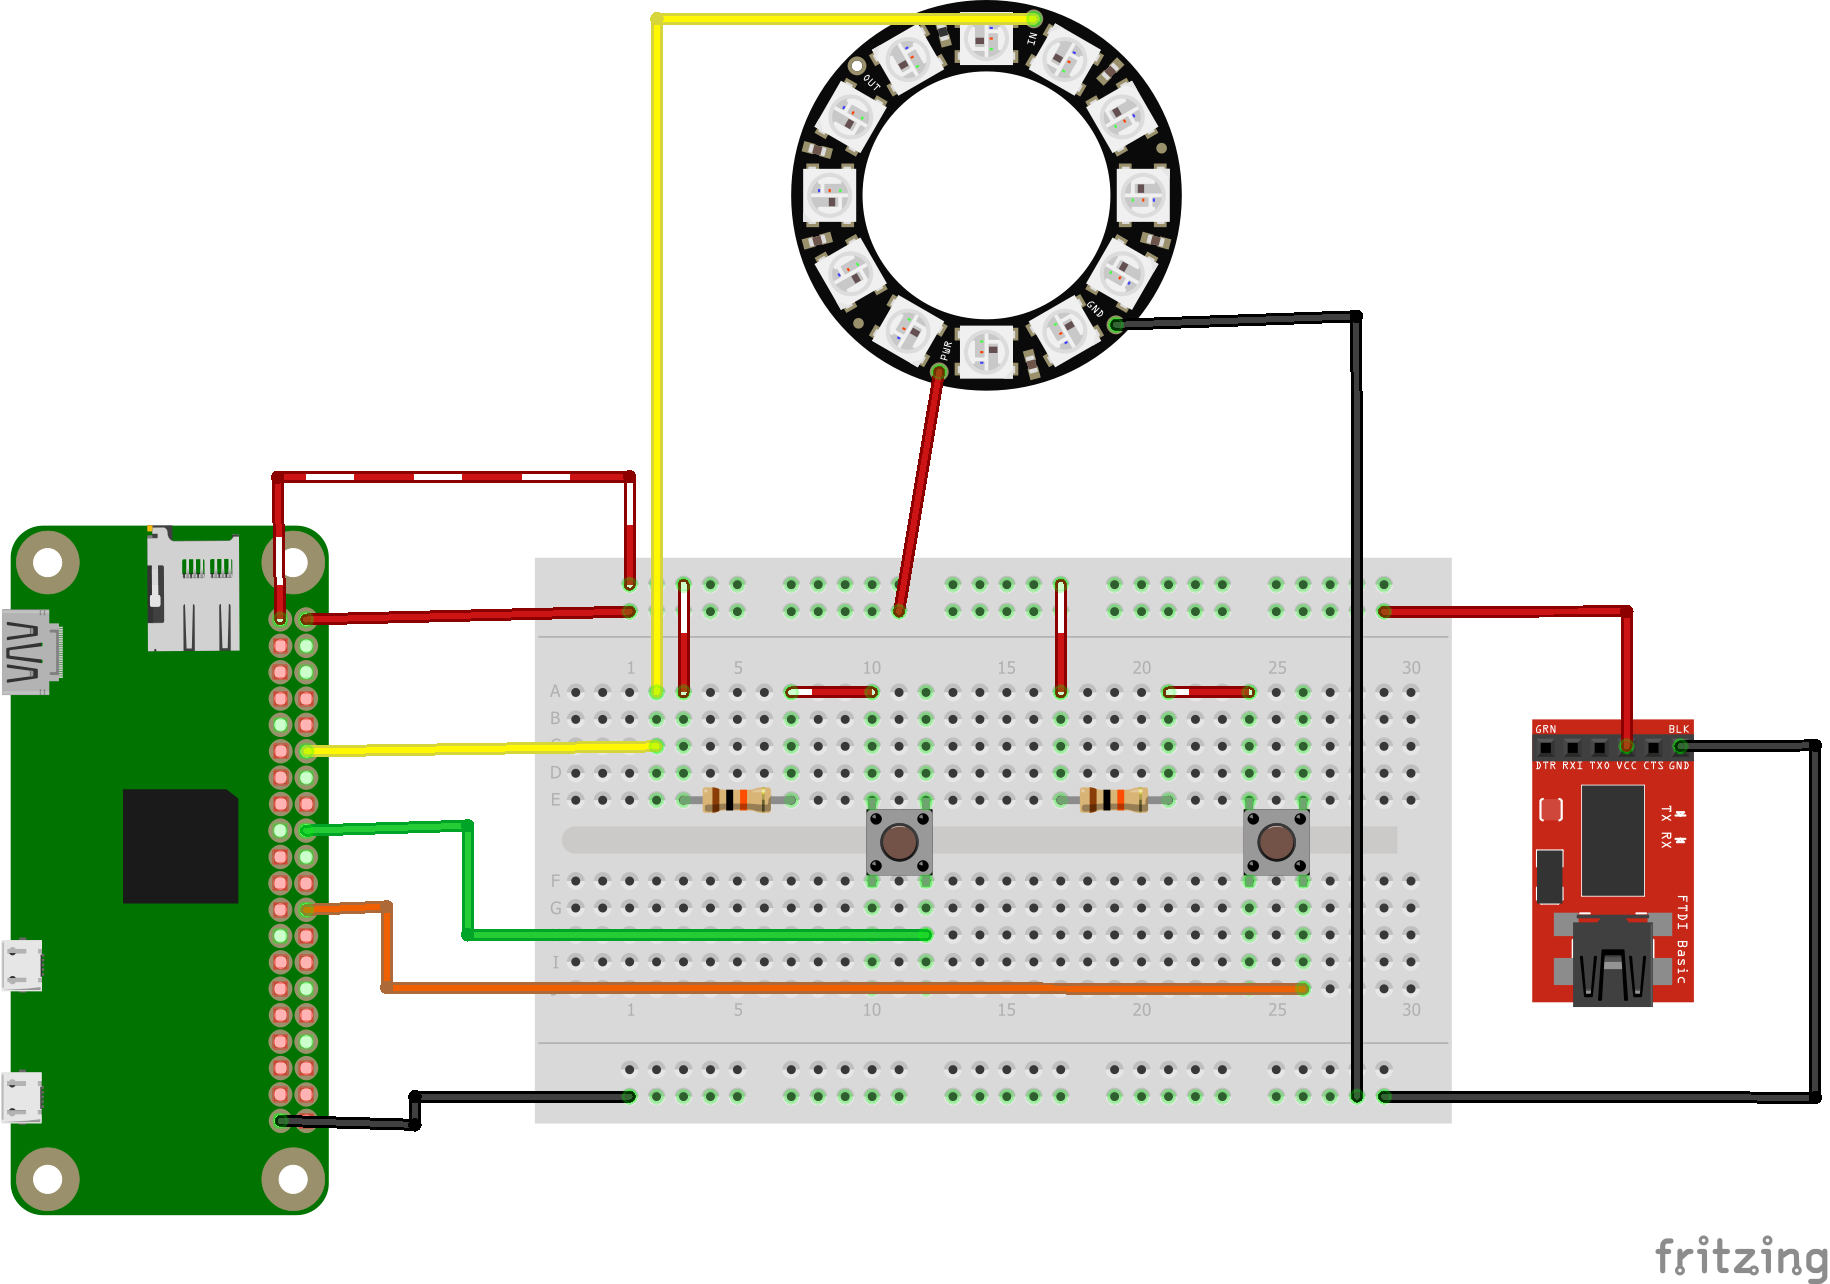 IN
OUT
GND
PWR
1 5 10 15 20 25 30
A
B
C
D
E
F
G
I
J
1 5 10 15 20 25 30
GRN BLK
DTR RXI TXO VCC CTS GND
TX RX
FTDI Basic
fritzing